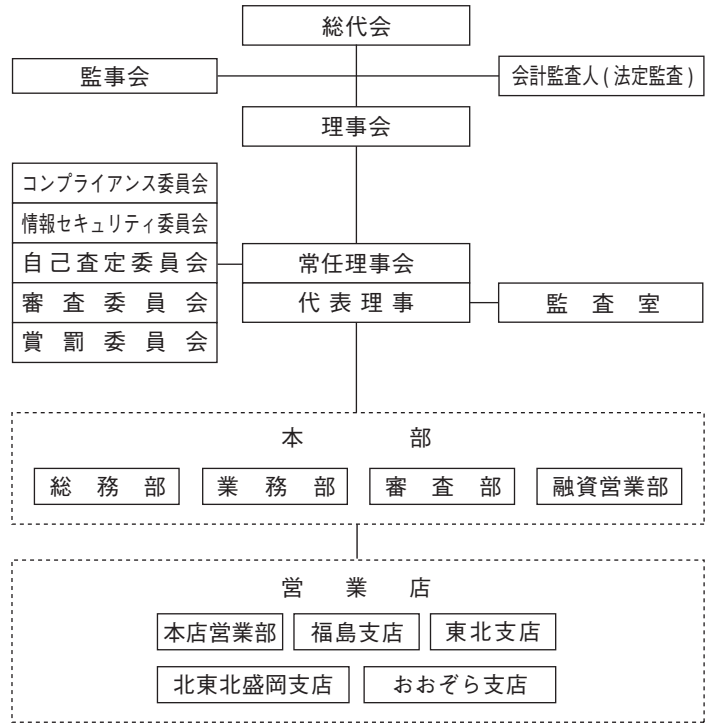 総代会
監事会
会計監査人(法定監査)
理事会
コンプライアンス委員会
情報セキュリティ委員会
自己査定委員会
審査委員会
賞罰委員会
常任理事会
代表理事
監査室
本部
総務部
業務部
審査部
融資営業部
営業店
本店営業部
福島支店
東北支店
北東北盛岡支店
おおぞら支店